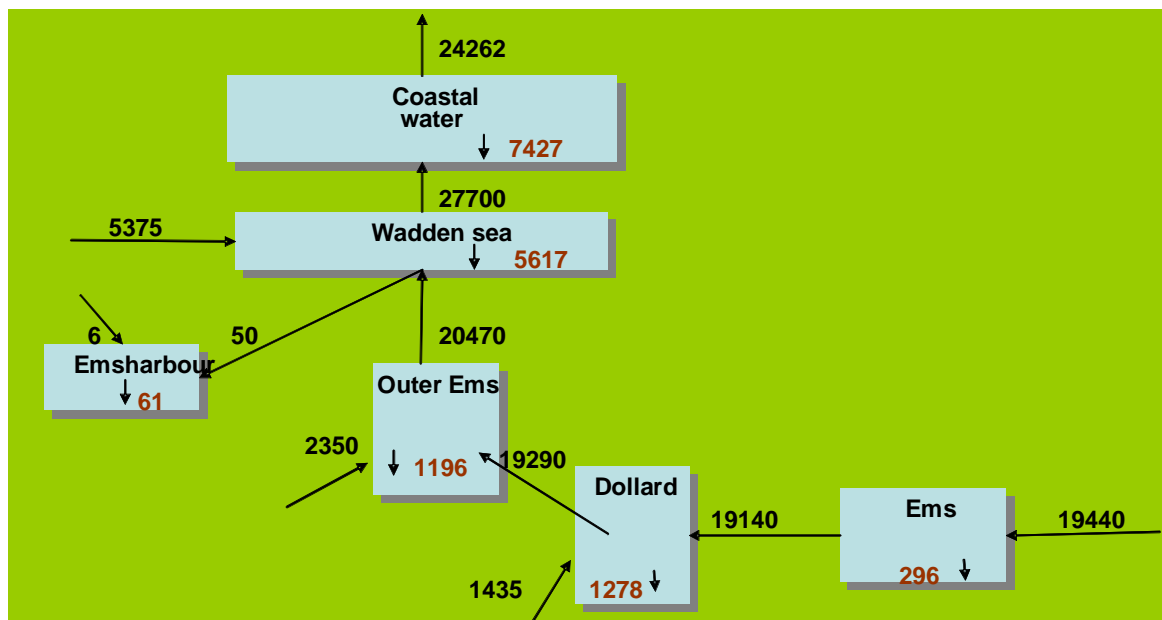 24262
Coastal
water
7427
27700
5375
Wadden sea
5617
6
50
20470
Emsharbour
61
Outer Ems
2350
1196
19290
Dollard
Ems
19140
19440
1435
1278
296